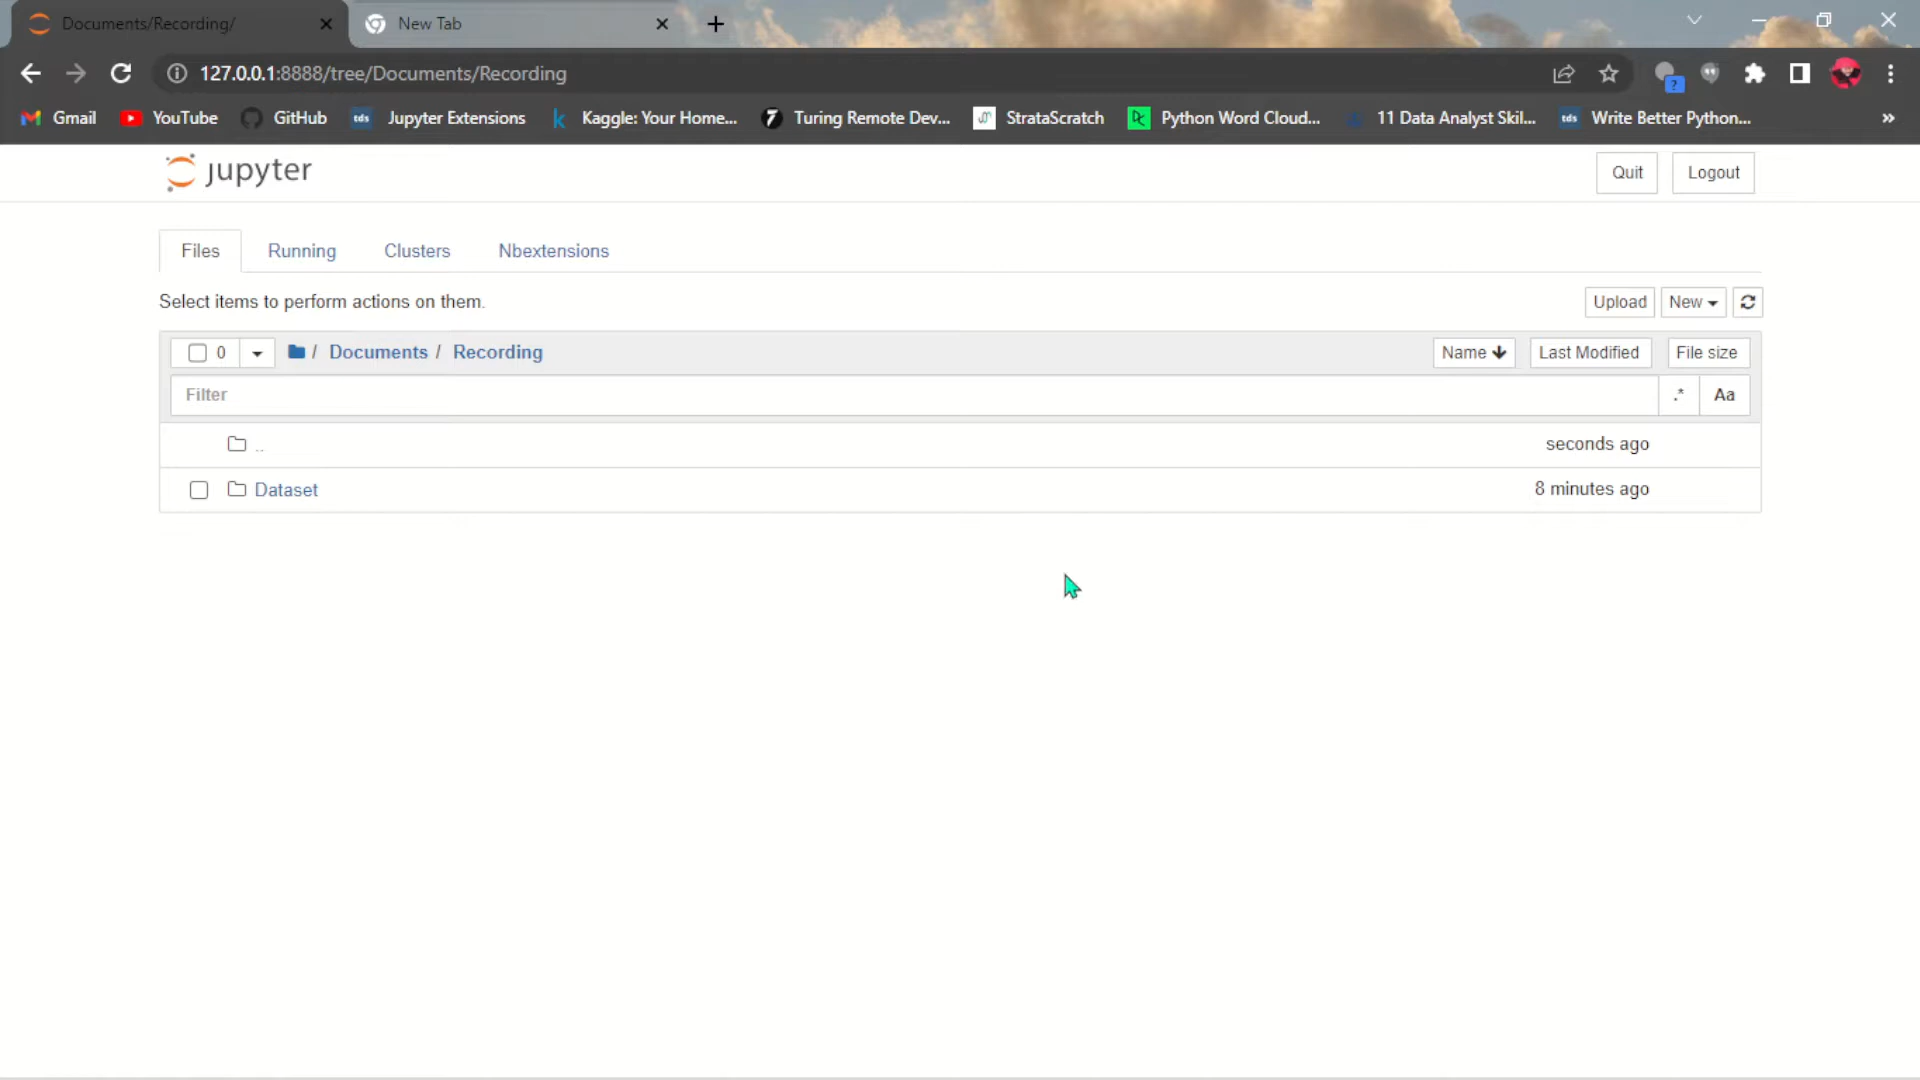 Documents/Recording/ New Tab
127.0.0.1:8888/tree/Documents/Recording
Gmail YouTube GitHub tds Jupyter Extensions k Kaggle: Your Home... Turing Remote Dev... StrataScratch Python Word Cloud... 11 Data Analyst Skil... tds Write Better Python... »
jupyter Quit Logout
Files Running Clusters Nbextensions
Select items to perform actions on them. Upload New
0 / Documents / Recording Name Last Modified File size
Filter .* Aa
.. seconds ago
Dataset 8 minutes ago